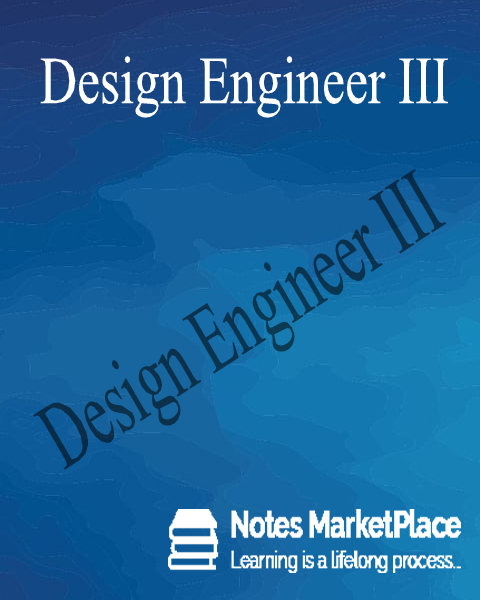 Design Engineer III
Design Engineer III
Notes MarketPlace
Learning is a lifelong process...